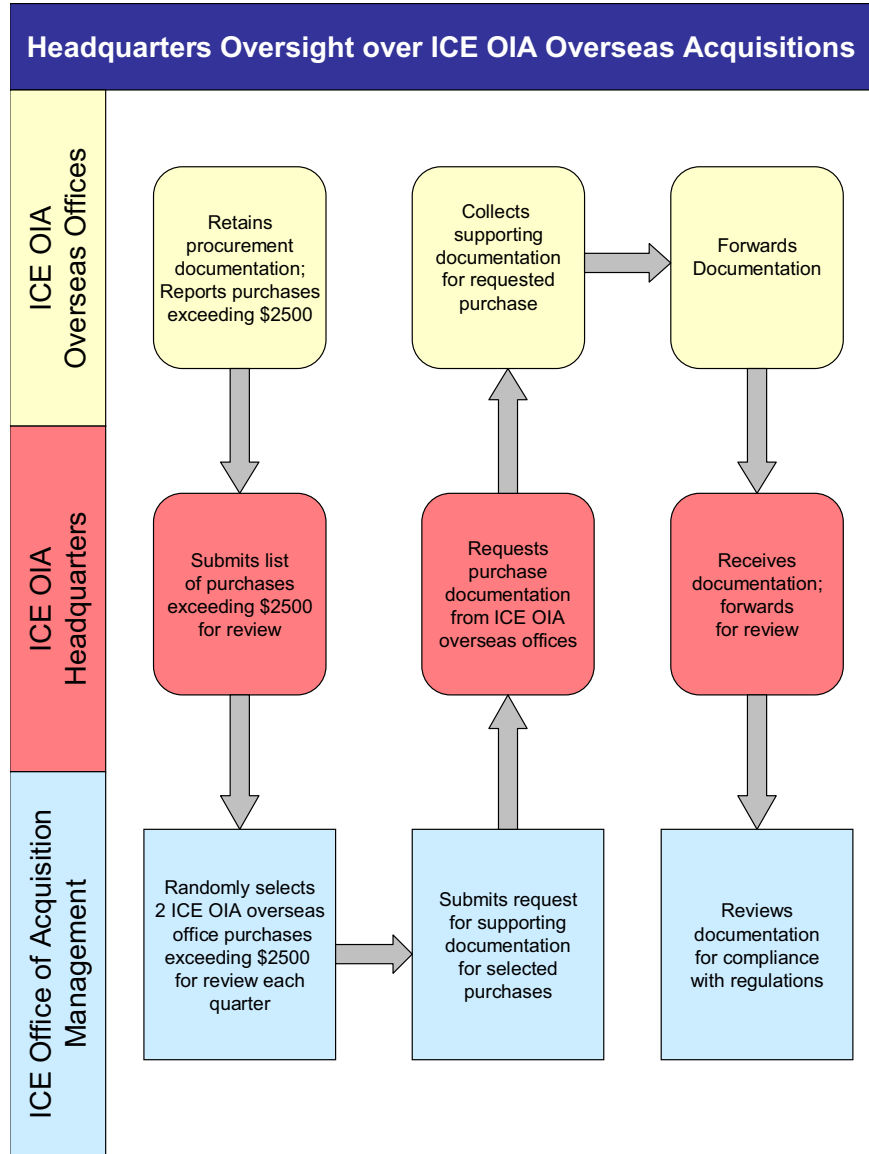 Headquarters Oversight over ICE OIA Overseas Acquisitions
ICE OIA
Overseas Offices
Retains
procurement
documentation;
Reports purchases
exceeding $2500
Collects
supporting
documentation
for requested
purchase
Forwards
Documentation
ICE OIA
Headquarters
Submits list
of purchases
exceeding $2500
for review
Requests
purchase
documentation
from ICE OIA
overseas offices
Receives
documentation;
forwards
for review
ICE Office of Acquisition
Management
Randomly selects
2 ICE OIA overseas
office purchases
exceeding $2500
for review each
quarter
Submits request
for supporting
documentation
for selected
purchases
Reviews
documentation
for compliance
with regulations